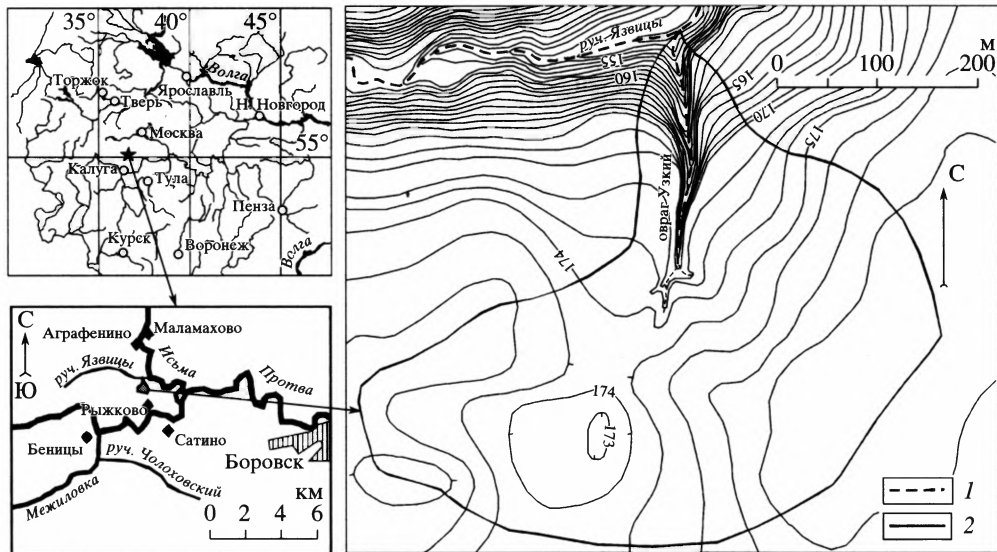 35° 40° 45°
Волга
Торжок
Ярославль
Тверь
Н. Новгород
Москва
55°
Калуга
Тула
Пенза
Курск
Воронеж
Волга
С
Ю
Маламахово
Аграфенино
руч. Язвицы
Исьма
Протва
Рыжково
Сатино
Беницы
руч. Чолоховский
Боровск
Межиловка
км
0 2 4 6
руч. Язвицы
м
0 100 200
155
160
165
170
175
овраг Узкий
С
174
174
173
1
2